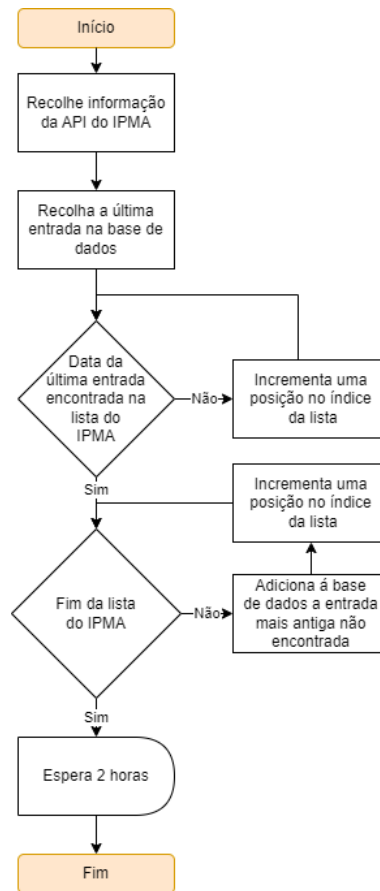 Início
Recolhe informação
da API do IPMA
Recolha a última
entrada na base de
dados
Data da
última entrada
encontrada na
lista do
IPMA
Não
Incrementa uma
posição no índice
da lista
Sim
Incrementa uma
posição no índice
da lista
Fim da lista
do IPMA
Não
Adiciona á base
de dados a entrada
mais antiga não
encontrada
Sim
Espera 2 horas
Fim